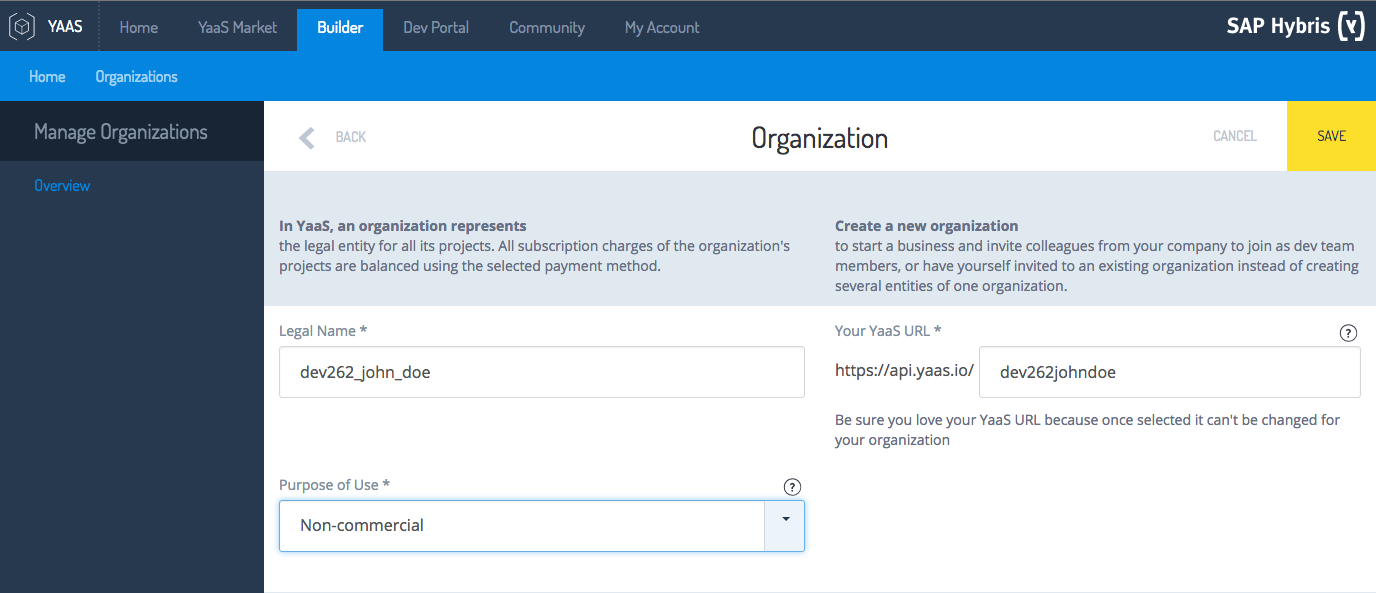 YAAS Home YaaS Market Builder Dev Portal Community My Account SAP Hybris (Y)
Home Organizations
Manage Organizations
Overview
BACK Organization CANCEL SAVE
In YaaS, an organization represents
the legal entity for all its projects. All subscription charges of the organization's
projects are balanced using the selected payment method.
Create a new organization
to start a business and invite colleagues from your company to join as dev team
members, or have yourself invited to an existing organization instead of creating
several entities of one organization.
Legal Name *
dev262_john_doe
Your YaaS URL *
?
https://api.yaas.io/ dev262johndoe
Be sure you love your YaaS URL because once selected it can't be changed for
your organization
Purpose of Use *
?
Non-commercial